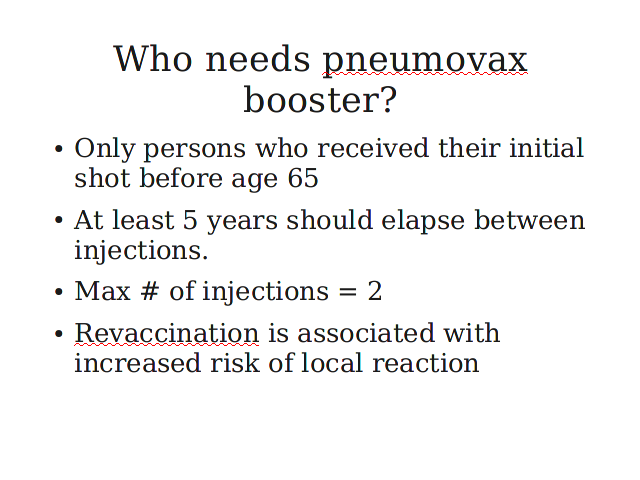 Who needs pneumovax
booster?
• Only persons who received their initial
shot before age 65
• At least 5 years should elapse between
injections.
• Max # of injections = 2
• Revaccination is associated with
increased risk of local reaction